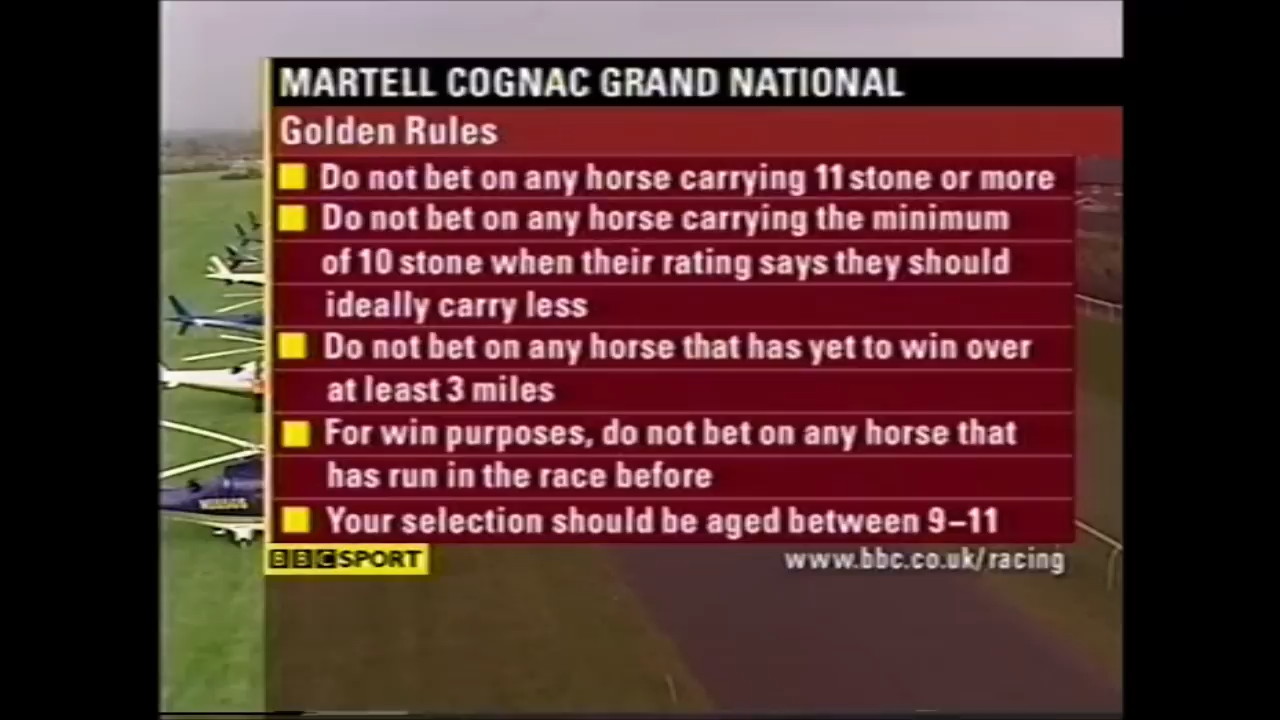 MARTELL COGNAC GRAND NATIONAL
Golden Rules
Do not bet on any horse carrying 11 stone or more
Do not bet on any horse carrying the minimum
of 10 stone when their rating says they should
ideally carry less
Do not bet on any horse that has yet to win over
at least 3 miles
For win purposes, do not bet on any horse that
has run in the race before
Your selection should be aged between 9–11
BBC SPORT
www.bbc.co.uk/racing